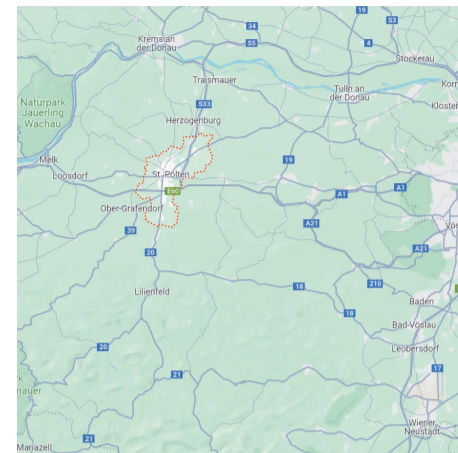 19
S3
34
4
S5
Krems an
der Donau
Stockerau
Traismauer
Tulln an
der Donau
S33
Naturpark
Jauerling
Wachau
Herzogenburg
Melk
Loosdorf
St. Pölten
19
E60
A1
A1
Ober-Grafendorf
A21
39
20
A21
Lilienfeld
18
210
Baden
18
Bad-Vöslau
20
Leobersdorf
21
17
Wiener
Neustadt
21
Mariazell